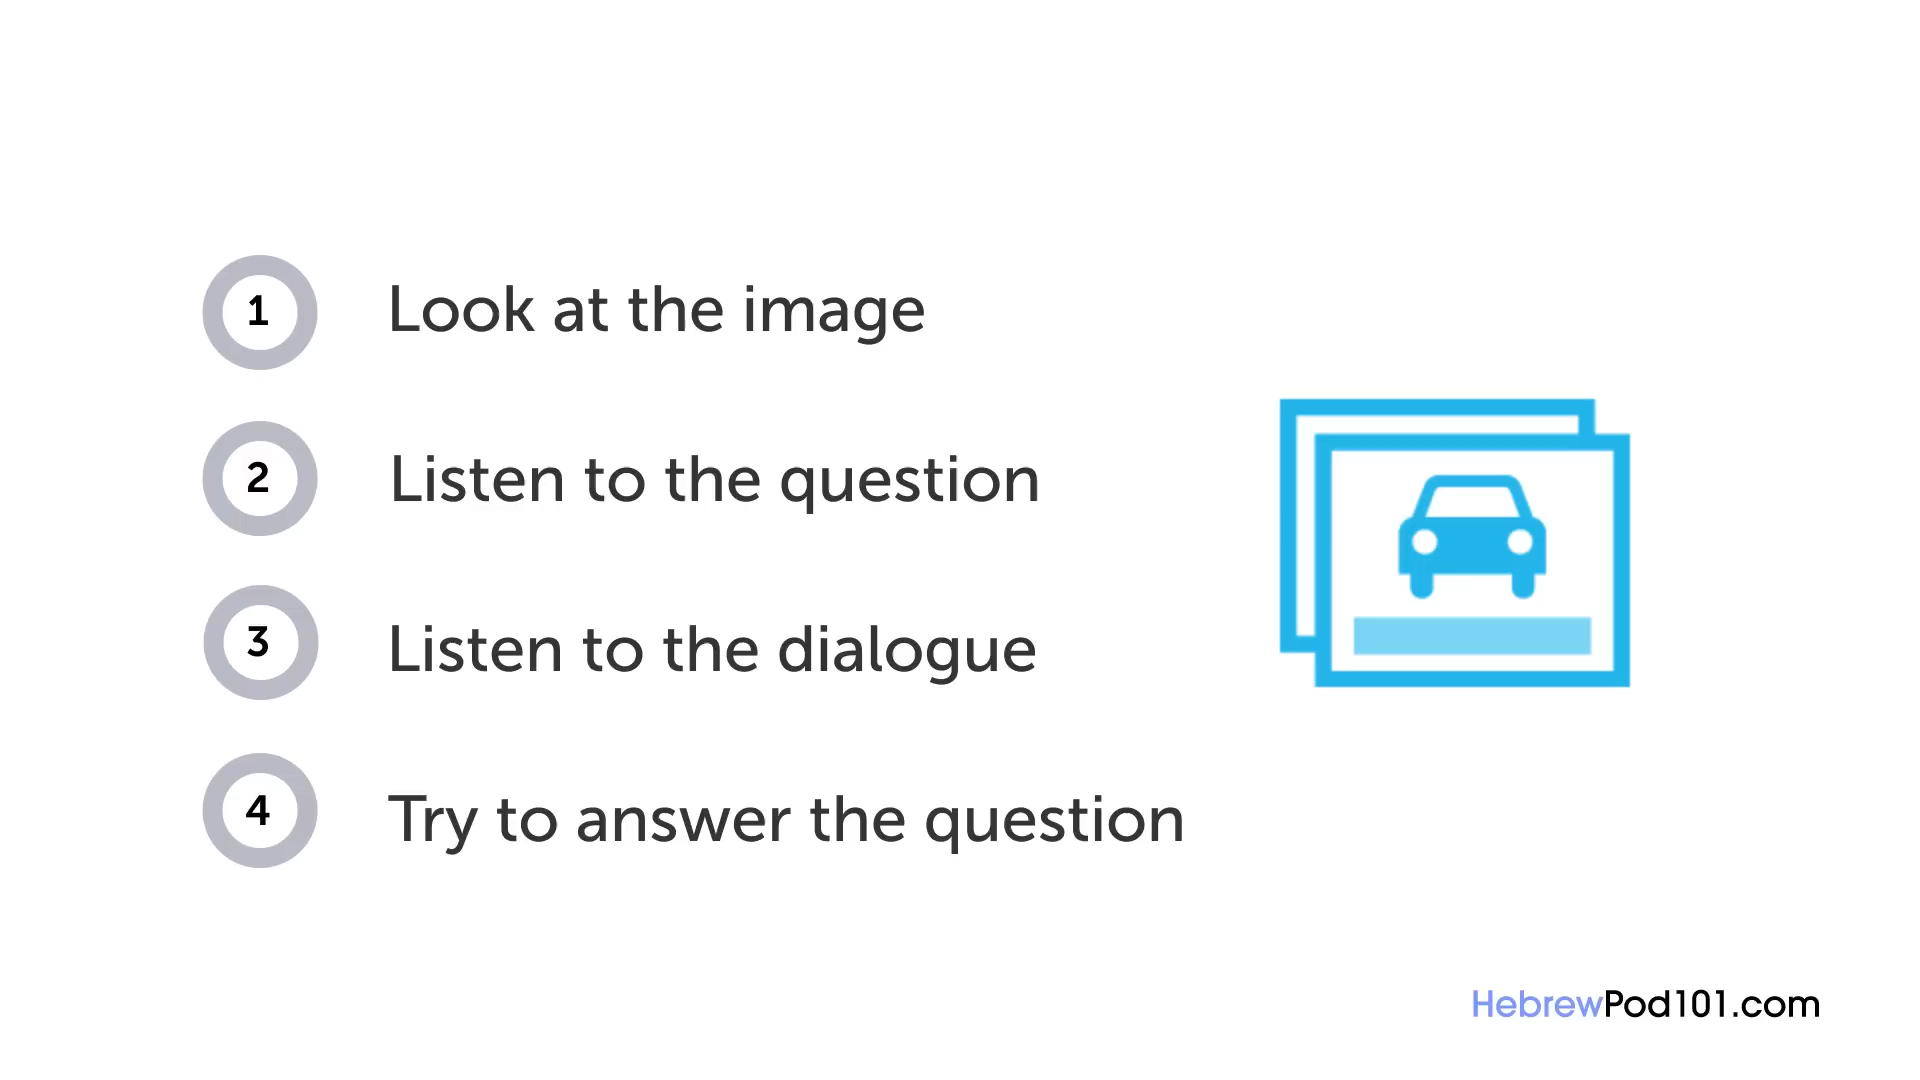 1 Look at the image
2 Listen to the question
3 Listen to the dialogue
4 Try to answer the question
HebrewPod101.com